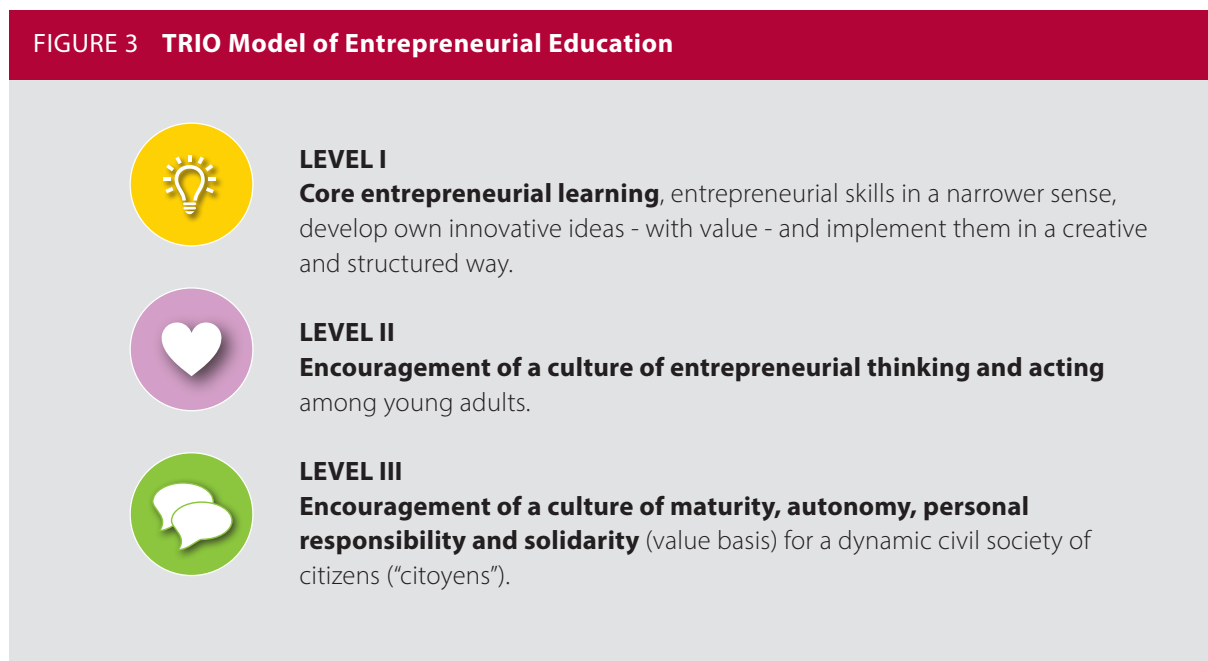 FIGURE 3 TRIO Model of Entrepreneurial Education
LEVEL I
Core entrepreneurial learning, entrepreneurial skills in a narrower sense,
develop own innovative ideas - with value - and implement them in a creative
and structured way.
LEVEL II
Encouragement of a culture of entrepreneurial thinking and acting
among young adults.
LEVEL III
Encouragement of a culture of maturity, autonomy, personal
responsibility and solidarity (value basis) for a dynamic civil society of
citizens (“citoyens”).